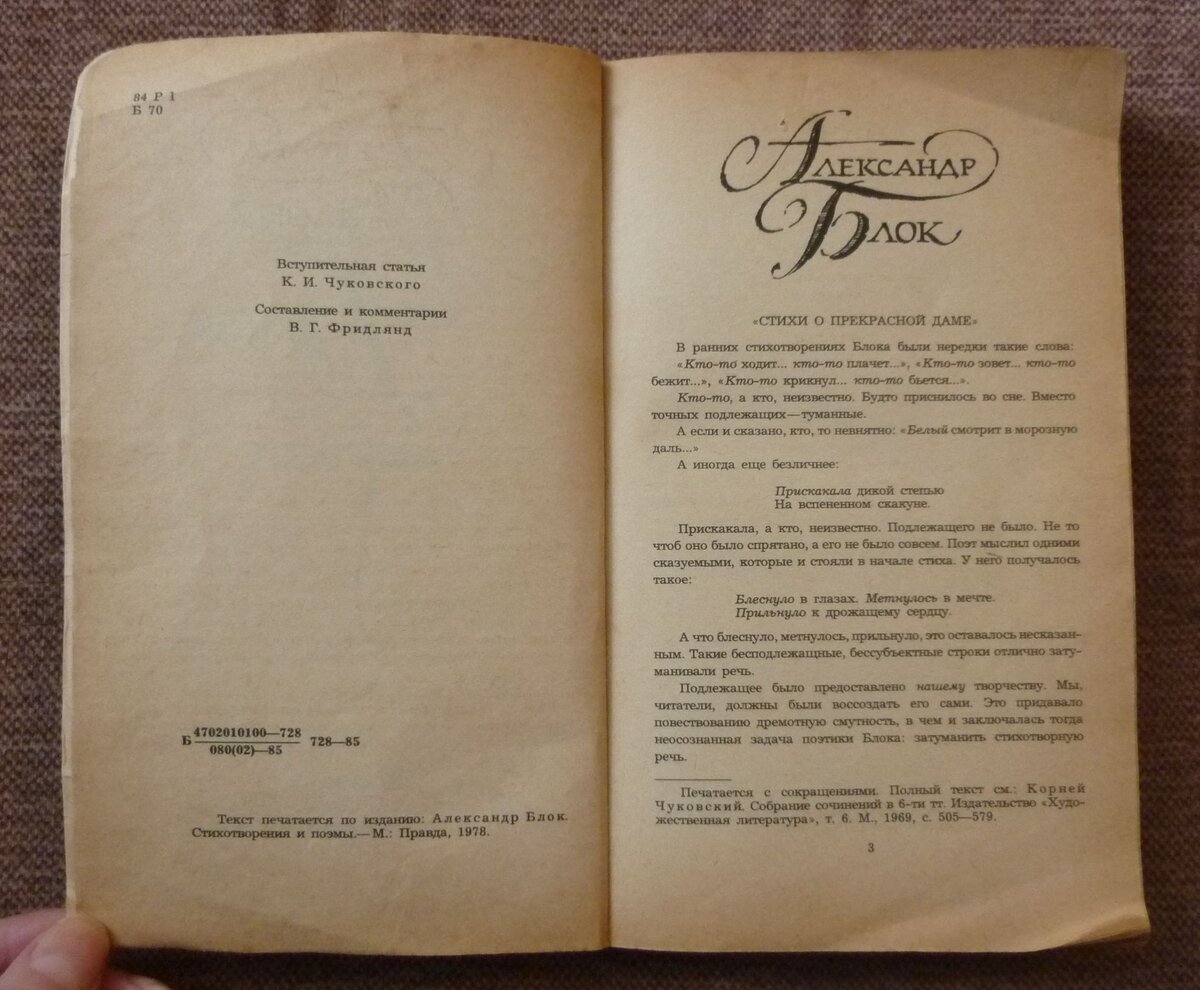 84 Р 1
Б 70
Вступительная статья
К. И. Чуковского
Составление и комментарии
В. Г. Фридлянд
Б 4702010100—728 728—85
080(02)—85
Текст печатается по изданию: Александр Блок.
Стихотворения и поэмы.—М.: Правда, 1978.
АЛЕКСАНДР
БЛОК
«СТИХИ О ПРЕКРАСНОЙ ДАМЕ»
В ранних стихотворениях Блока были нередки такие слова:
«Кто-то ходит... кто-то плачет...», «Кто-то зовет... кто-то
бежит...», «Кто-то крикнул... кто-то бьется...».
Кто-то, а кто, неизвестно. Будто приснилось во сне. Вместо
точных подлежащих—туманные.
А если и сказано, кто, то невнятно: «Белый смотрит в морозную
даль...»
А иногда еще безличнее:
Прискакала дикой степью
На вспененном скакуне.
Прискакала, а кто, неизвестно. Подлежащего не было. Не то
чтоб оно было спрятано, а его не было совсем. Поэт мыслил одними
сказуемыми, которые и стояли в начале стиха. У него получалось
такое:
Блеснуло в глазах. Метнулось в мечте.
Прильнуло к дрожащему сердцу.
А что блеснуло, метнулось, прильнуло, это оставалось несказан-
ным. Такие бесподлежащные, бессубъектные строки отлично зату-
манивали речь.
Подлежащее было предоставлено нашему творчеству. Мы,
читатели, должны были воссоздать его сами. Это придавало
повествованию дремотную смутность, в чем и заключалась тогда
неосознанная задача поэтики Блока: затуманить стихотворную
речь.
Печатается с сокращениями. Полный текст см.: Корней
Чуковский. Собрание сочинений в 6-ти тт. Издательство «Худо-
жественная литература», т. 6. М., 1969, с. 505—579.
3